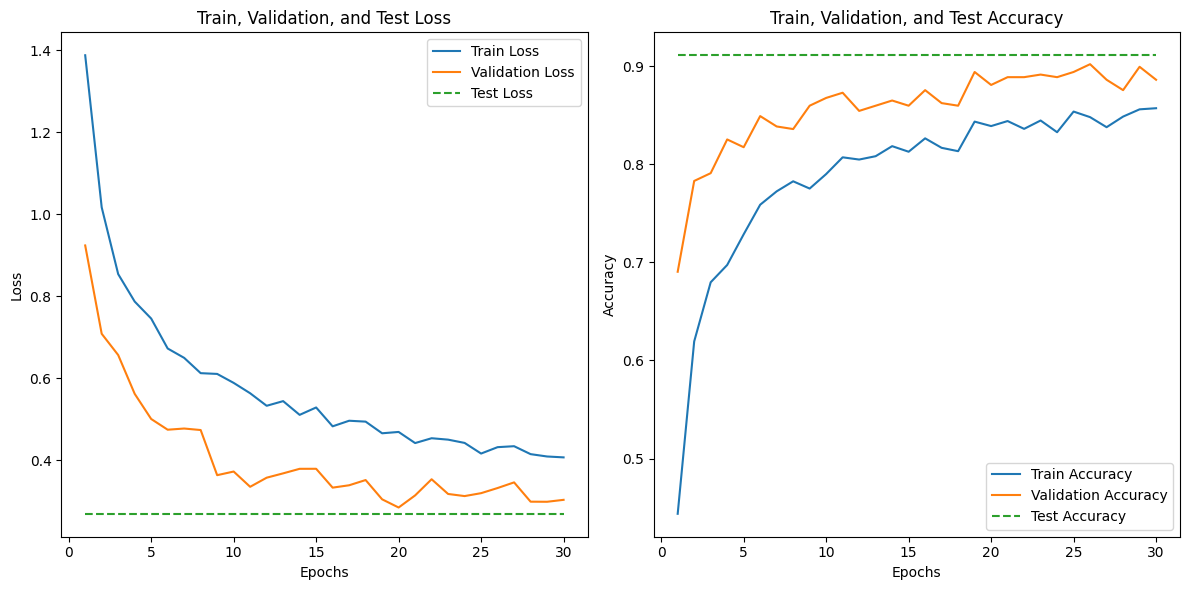 Train, Validation, and Test Loss
1.4
1.2
1.0
0.8
0.6
0.4
Loss
0
5
10
15
20
25
30
Epochs
Train Loss
Validation Loss
Test Loss
Train, Validation, and Test Accuracy
0.9
0.8
0.7
0.6
0.5
Accuracy
0
5
10
15
20
25
30
Epochs
Train Accuracy
Validation Accuracy
Test Accuracy